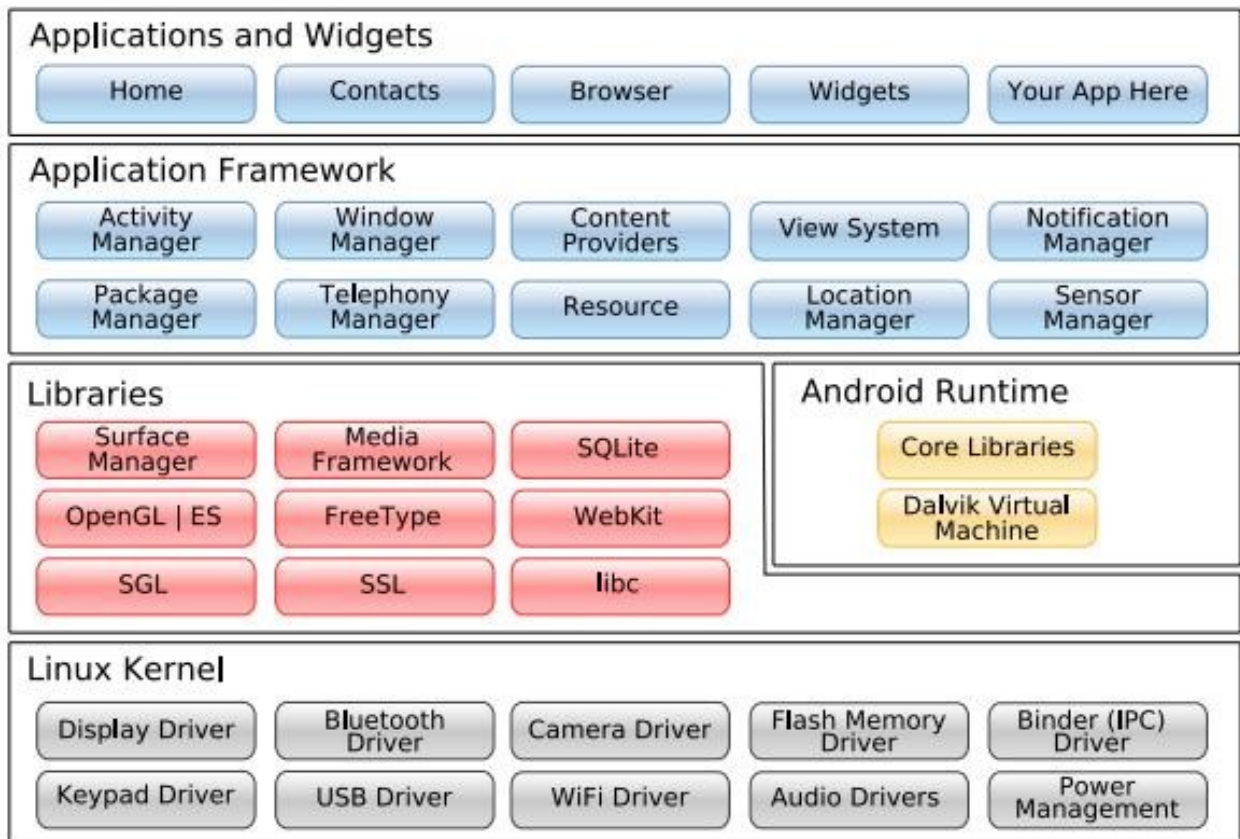 Applications and Widgets
Home
Contacts
Browser
Widgets
Your App Here
Application Framework
Activity
Manager
Window
Manager
Content
Providers
View System
Notification
Manager
Package
Manager
Telephony
Manager
Resource
Location
Manager
Sensor
Manager
Libraries
Surface
Manager
Media
Framework
SQLite
OpenGL | ES
FreeType
WebKit
SGL
SSL
libc
Android Runtime
Core Libraries
Dalvik Virtual
Machine
Linux Kernel
Display Driver
Bluetooth
Driver
Camera Driver
Flash Memory
Driver
Binder (IPC)
Driver
Keypad Driver
USB Driver
WiFi Driver
Audio Drivers
Power
Management